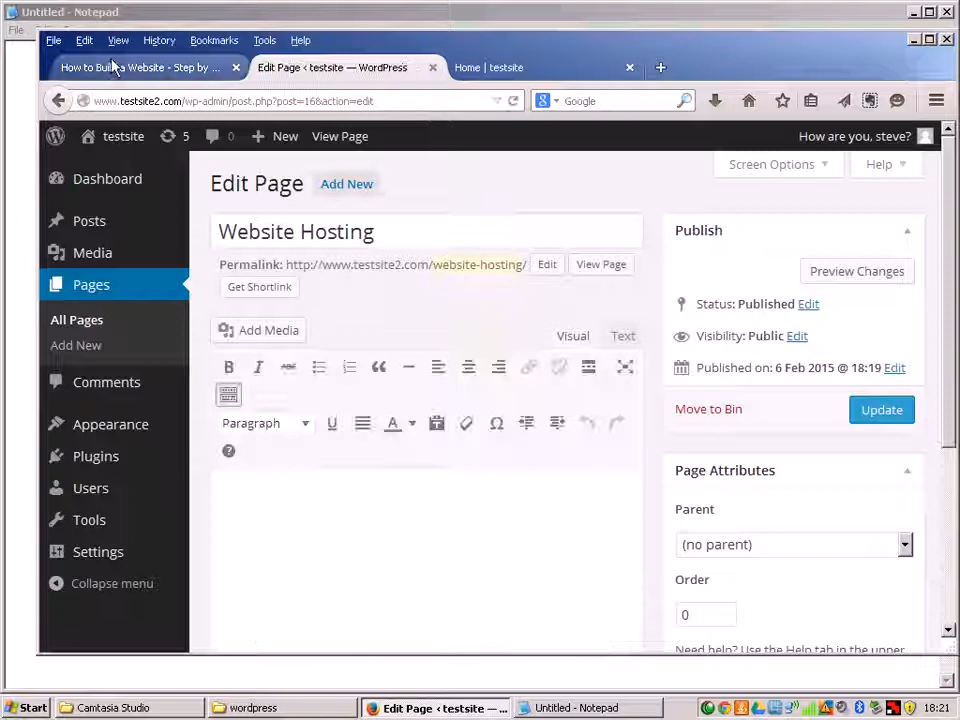 Untitled - Notepad
File
File Edit View History Bookmarks Tools Help
How to Build a Website - Step by ...
Edit Page ‹ testsite — WordPress
Home | testsite
www.testsite2.com/wp-admin/post.php?post=16&action=edit
Google
testsite 5 0 New View Page
How are you, steve?
Screen Options
Help
Dashboard
Posts
Media
Pages
All Pages
Add New
Comments
Appearance
Plugins
Users
Tools
Settings
Collapse menu
Edit Page Add New
Website Hosting
Permalink: http://www.testsite2.com/website-hosting/ Edit View Page
Get Shortlink
Add Media
Visual Text
B I ABC
Paragraph U A Ω
Publish
Preview Changes
Status: Published Edit
Visibility: Public Edit
Published on: 6 Feb 2015 @ 18:19 Edit
Move to Bin
Update
Page Attributes
Parent
(no parent)
Order
0
Need help? Use the Help tab in the upper
Start
Camtasia Studio
wordpress
Edit Page ‹ testsite —...
Untitled - Notepad
18:21